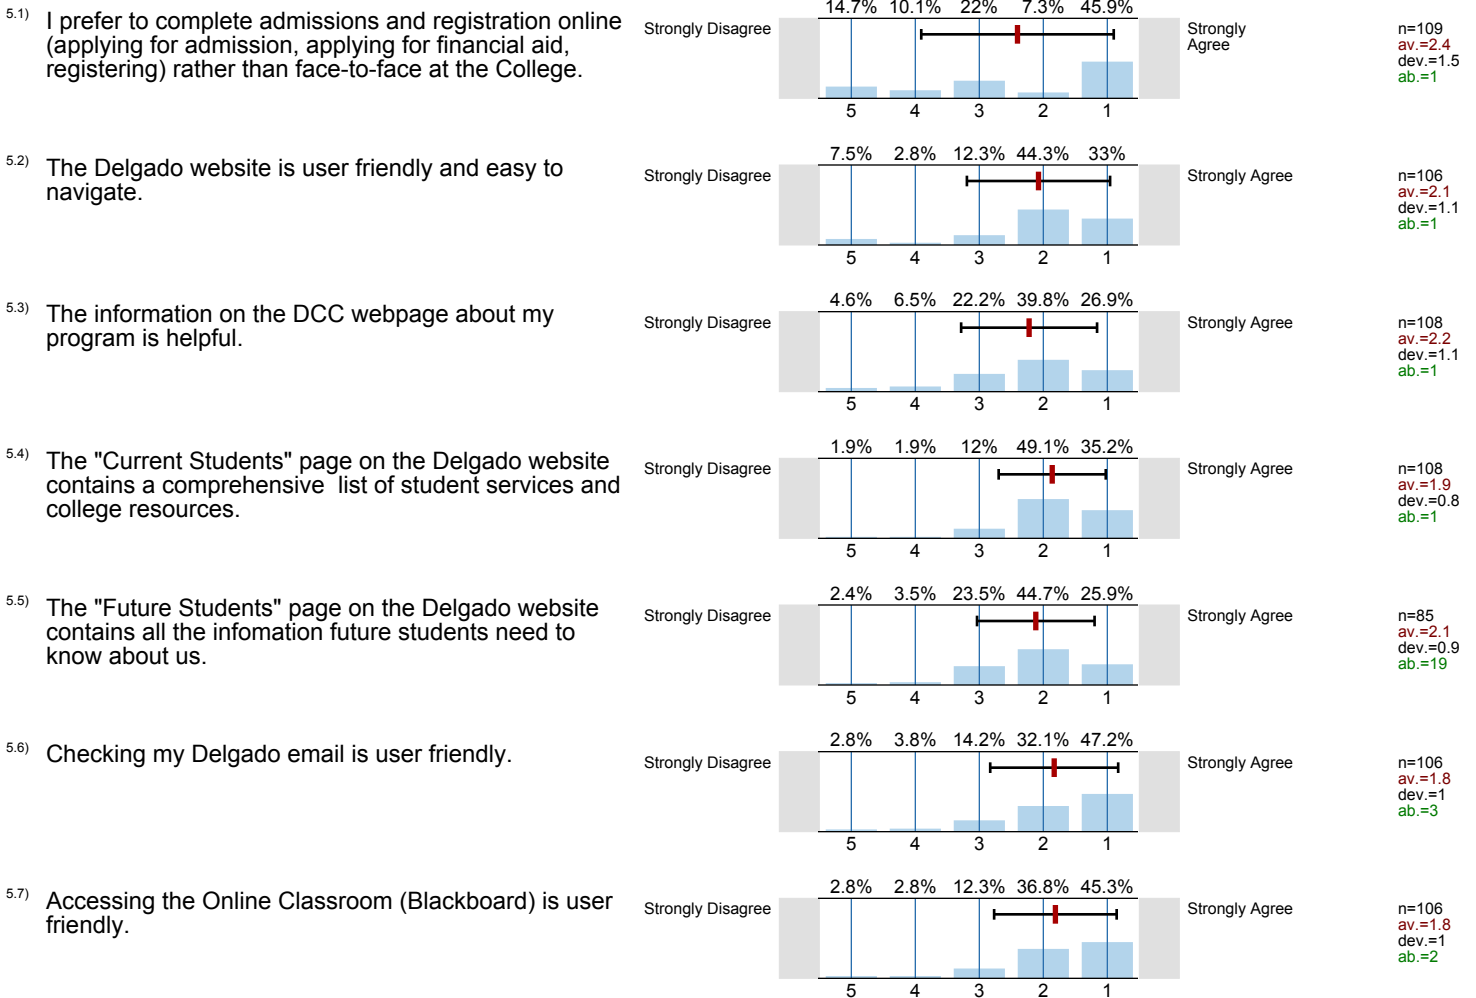 5.1) I prefer to complete admissions and registration online
(applying for admission, applying for financial aid,
registering) rather than face-to-face at the College.
14.7% 10.1% 22% 7.3% 45.9%
Strongly Disagree
Strongly
Agree
5 4 3 2 1
n=109
av.=2.4
dev.=1.5
ab.=1
5.2) The Delgado website is user friendly and easy to
navigate.
7.5% 2.8% 12.3% 44.3% 33%
Strongly Disagree
Strongly Agree
5 4 3 2 1
n=106
av.=2.1
dev.=1.1
ab.=1
5.3) The information on the DCC webpage about my
program is helpful.
4.6% 6.5% 22.2% 39.8% 26.9%
Strongly Disagree
Strongly Agree
5 4 3 2 1
n=108
av.=2.2
dev.=1.1
ab.=1
5.4) The "Current Students" page on the Delgado website
contains a comprehensive list of student services and
college resources.
1.9% 1.9% 12% 49.1% 35.2%
Strongly Disagree
Strongly Agree
5 4 3 2 1
n=108
av.=1.9
dev.=0.8
ab.=1
5.5) The "Future Students" page on the Delgado website
contains all the infomation future students need to
know about us.
2.4% 3.5% 23.5% 44.7% 25.9%
Strongly Disagree
Strongly Agree
5 4 3 2 1
n=85
av.=2.1
dev.=0.9
ab.=19
5.6) Checking my Delgado email is user friendly.
2.8% 3.8% 14.2% 32.1% 47.2%
Strongly Disagree
Strongly Agree
5 4 3 2 1
n=106
av.=1.8
dev.=1
ab.=3
5.7) Accessing the Online Classroom (Blackboard) is user
friendly.
2.8% 2.8% 12.3% 36.8% 45.3%
Strongly Disagree
Strongly Agree
5 4 3 2 1
n=106
av.=1.8
dev.=1
ab.=2